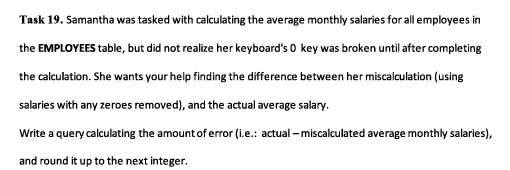 Task 19. Samantha was tasked with calculating the average monthly salaries for all employees in
the EMPLOYEES table, but did not realize her keyboard's 0 key was broken until after completing
the calculation. She wants your help finding the difference between her miscalculation (using
salaries with any zeroes removed), and the actual average salary.
Write a query calculating the amount of error (i.e.: actual – miscalculated average monthly salaries),
and round it up to the next integer.